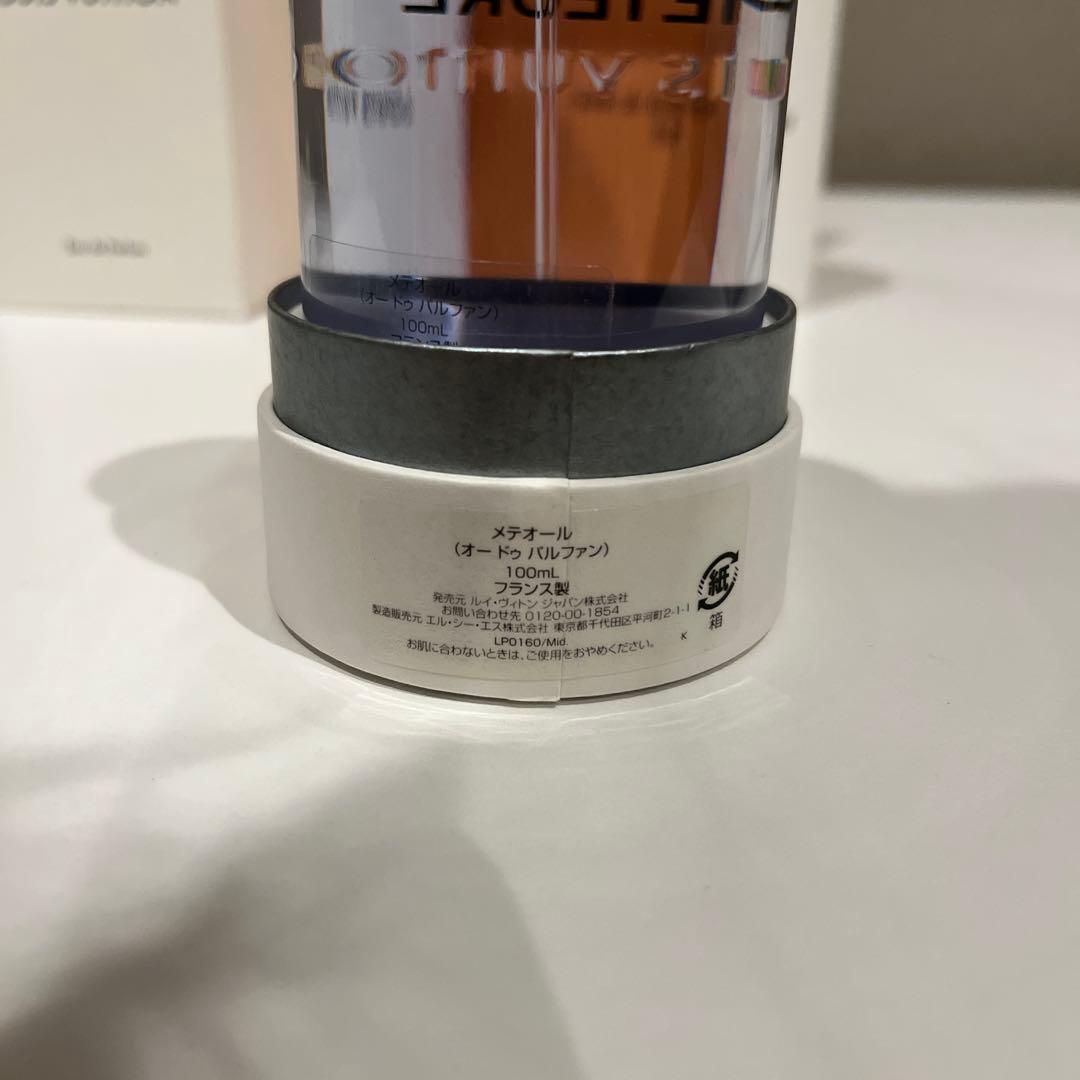 メテオール
(オー ドゥ パルファン)
100mL
メテオール
(オー ドゥ パルファン)
100mL
フランス製
発売元 ルイ・ヴィトン ジャパン株式会社
お問い合わせ先 0120-00-1854
製造販売元 エル・シー・エス株式会社 東京都千代田区平河町2-1-1
LP0160/Mid.
K
お肌に合わないときは、ご使用をおやめください。
紙
箱